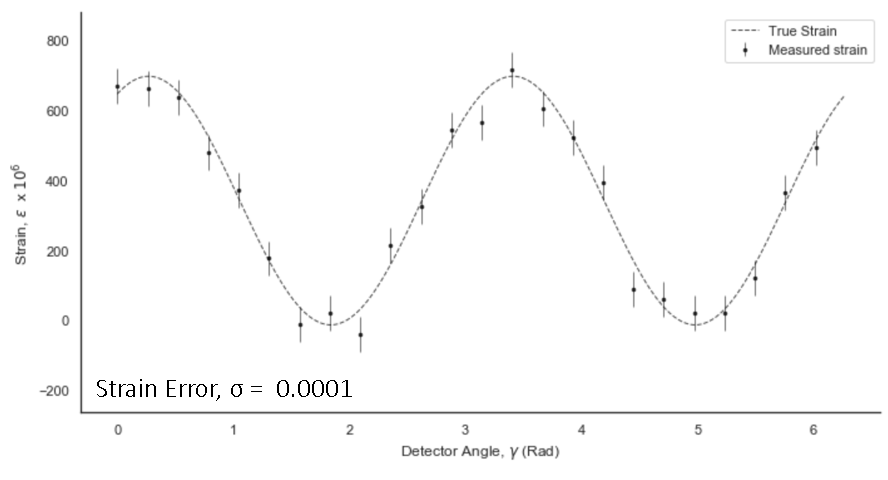 800
600
400
200
0
−200
Strain, ε x 10⁶
True Strain
Measured strain
Strain Error, σ = 0.0001
0 1 2 3 4 5 6
Detector Angle, γ (Rad)